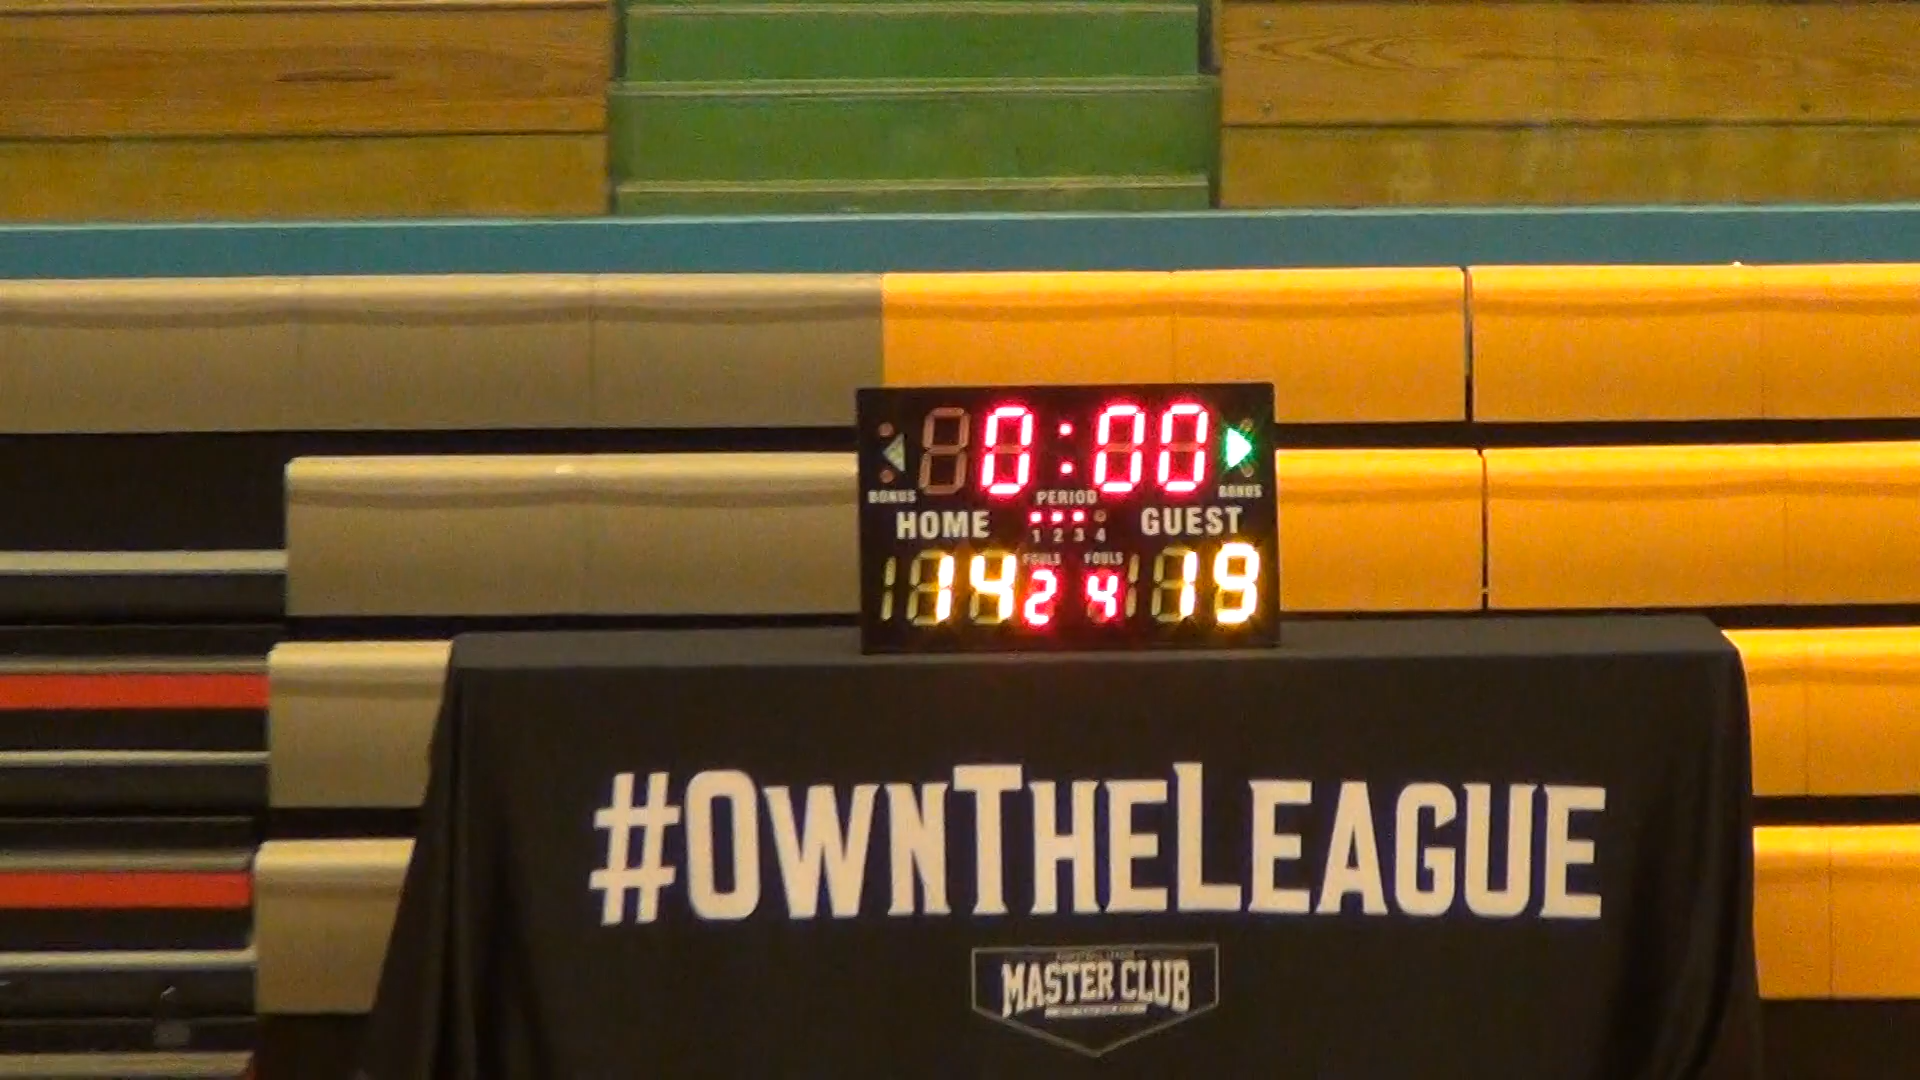 0:00
BONUS PERIOD BONUS
HOME GUEST
1 2 3 4
FOULS FOULS
14 2 4 19
#OWNTHELEAGUE
MASTER CLUB